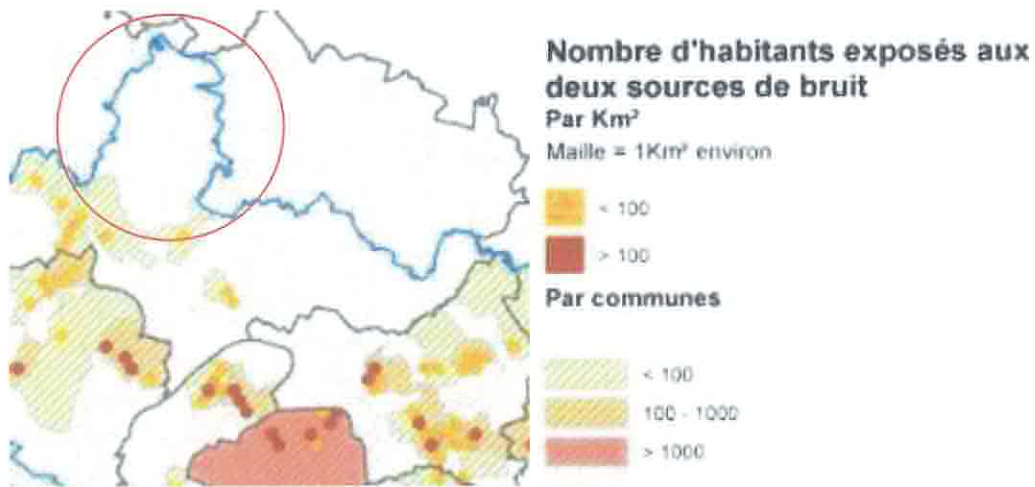 Nombre d'habitants exposés aux
deux sources de bruit
Par Km²
Maille = 1Km² environ
< 100
> 100
Par communes
< 100
100 - 1000
> 1000